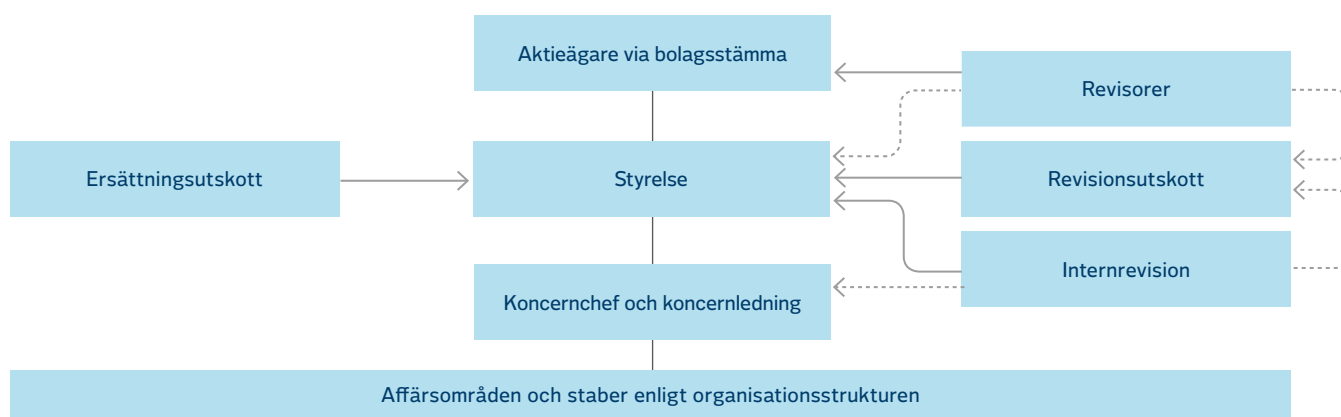 Aktieägare via bolagsstämma
Revisorer
Ersättningsutskott
Styrelse
Revisionsutskott
Internrevision
Koncernchef och koncernledning
Affärsområden och staber enligt organisationsstrukturen